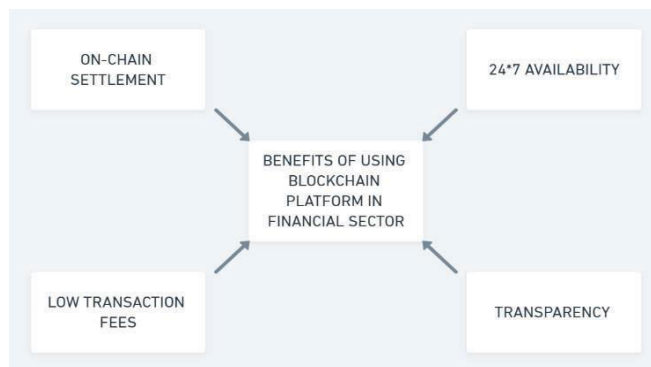 ON-CHAIN
SETTLEMENT
24*7 AVAILABILITY
BENEFITS OF USING
BLOCKCHAIN
PLATFORM IN
FINANCIAL SECTOR
LOW TRANSACTION
FEES
TRANSPARENCY